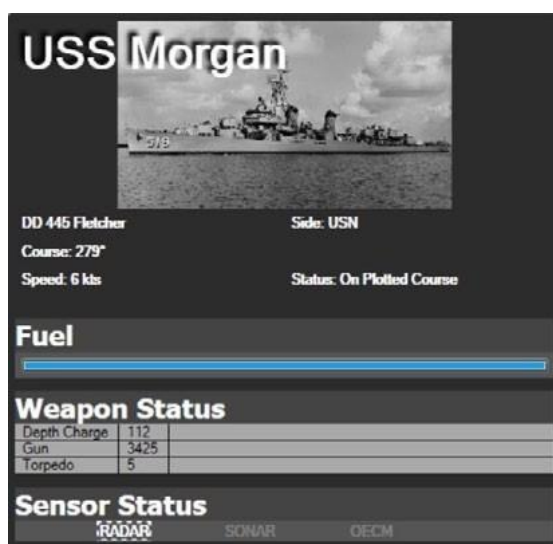 USS Morgan
DD 445 Fletcher Side: USN
Course: 279°
Speed: 6 kts Status: On Plotted Course
Fuel
Weapon Status
Depth Charge 112
Gun 3425
Torpedo 5
Sensor Status
RADAR SONAR OECM